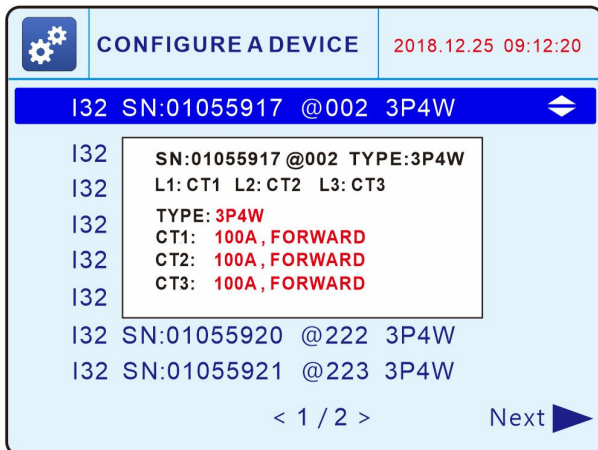 CONFIGURE A DEVICE
2018.12.25 09:12:20
I32 SN:01055917 @002 3P4W
I32
I32
I32
I32
I32
SN:01055917 @002 TYPE:3P4W
L1: CT1 L2: CT2 L3: CT3
TYPE: 3P4W
CT1: 100A, FORWARD
CT2: 100A, FORWARD
CT3: 100A, FORWARD
I32 SN:01055920 @222 3P4W
I32 SN:01055921 @223 3P4W
< 1 / 2 >
Next